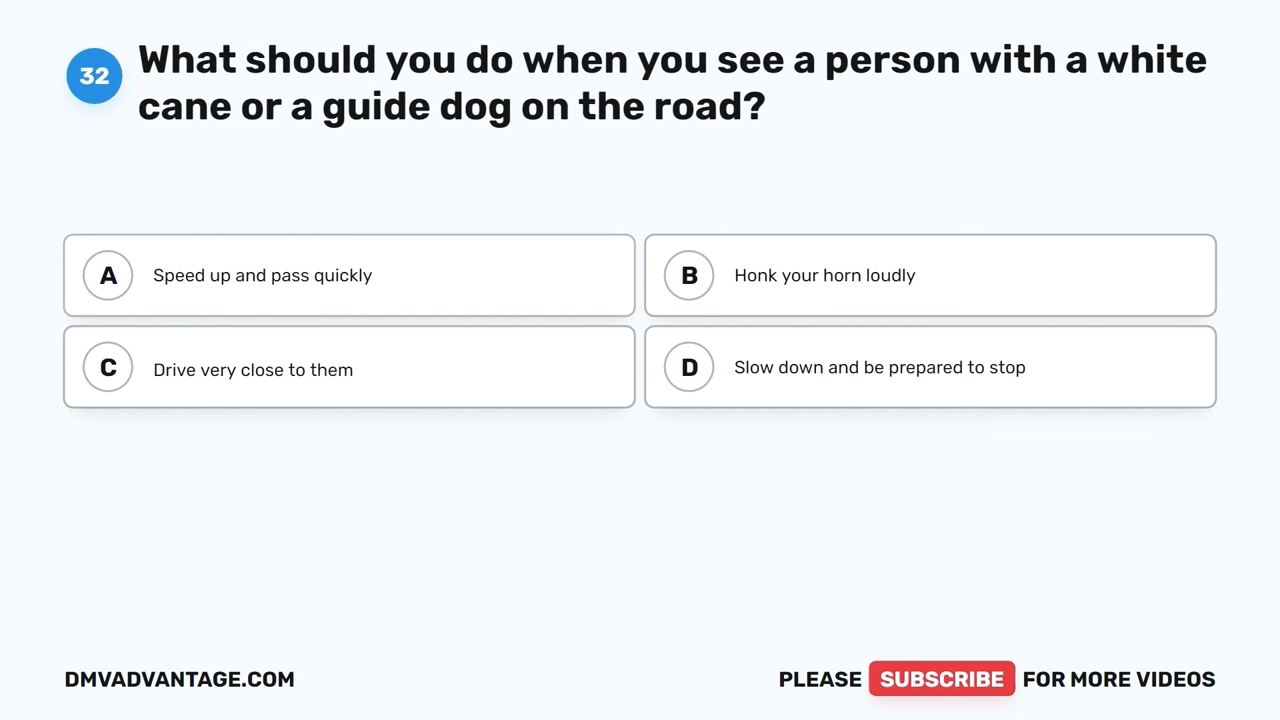 32
What should you do when you see a person with a white
cane or a guide dog on the road?
A Speed up and pass quickly
B Honk your horn loudly
C Drive very close to them
D Slow down and be prepared to stop
DMVADVANTAGE.COM
PLEASE SUBSCRIBE FOR MORE VIDEOS